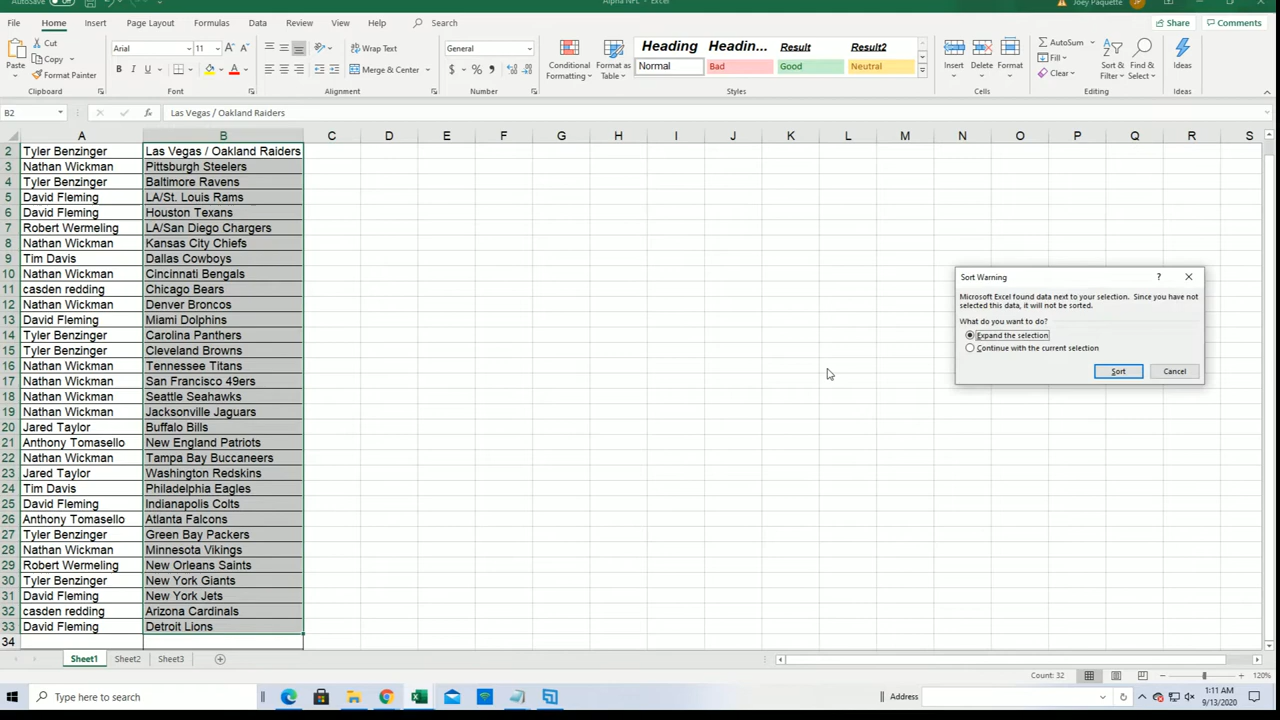 AutoSave Off Alpha NFL - Excel Joey Paquette JP
File Home Insert Page Layout Formulas Data Review View Help Search Share Comments
Paste Cut Copy Format Painter Clipboard
Arial 11 A A B I U A Font
Wrap Text Merge & Center Alignment
General $ % , Number
Conditional Formatting Format as Table
Heading Headin... Result Result2
Normal Bad Good Neutral
Styles
Insert Delete Format Cells
AutoSum Fill Clear Sort & Filter Find & Select Editing
Ideas Ideas
B2 fx Las Vegas / Oakland Raiders
A B C D E F G H I J K L M N O P Q R S
2 Tyler Benzinger Las Vegas / Oakland Raiders
3 Nathan Wickman Pittsburgh Steelers
4 Tyler Benzinger Baltimore Ravens
5 David Fleming LA/St. Louis Rams
6 David Fleming Houston Texans
7 Robert Wermeling LA/San Diego Chargers
8 Nathan Wickman Kansas City Chiefs
9 Tim Davis Dallas Cowboys
10 Nathan Wickman Cincinnati Bengals
11 casden redding Chicago Bears
12 Nathan Wickman Denver Broncos
13 David Fleming Miami Dolphins
14 Tyler Benzinger Carolina Panthers
15 Tyler Benzinger Cleveland Browns
16 Nathan Wickman Tennessee Titans
17 Nathan Wickman San Francisco 49ers
18 Nathan Wickman Seattle Seahawks
19 Nathan Wickman Jacksonville Jaguars
20 Jared Taylor Buffalo Bills
21 Anthony Tomasello New England Patriots
22 Nathan Wickman Tampa Bay Buccaneers
23 Jared Taylor Washington Redskins
24 Tim Davis Philadelphia Eagles
25 David Fleming Indianapolis Colts
26 Anthony Tomasello Atlanta Falcons
27 Tyler Benzinger Green Bay Packers
28 Nathan Wickman Minnesota Vikings
29 Robert Wermeling New Orleans Saints
30 Tyler Benzinger New York Giants
31 David Fleming New York Jets
32 casden redding Arizona Cardinals
33 David Fleming Detroit Lions
34
Sort Warning ?
Microsoft Excel found data next to your selection. Since you have not
selected this data, it will not be sorted.
What do you want to do?
Expand the selection
Continue with the current selection
Sort Cancel
Sheet1 Sheet2 Sheet3
Count: 32 120%
Type here to search Address 1:11 AM
9/13/2020